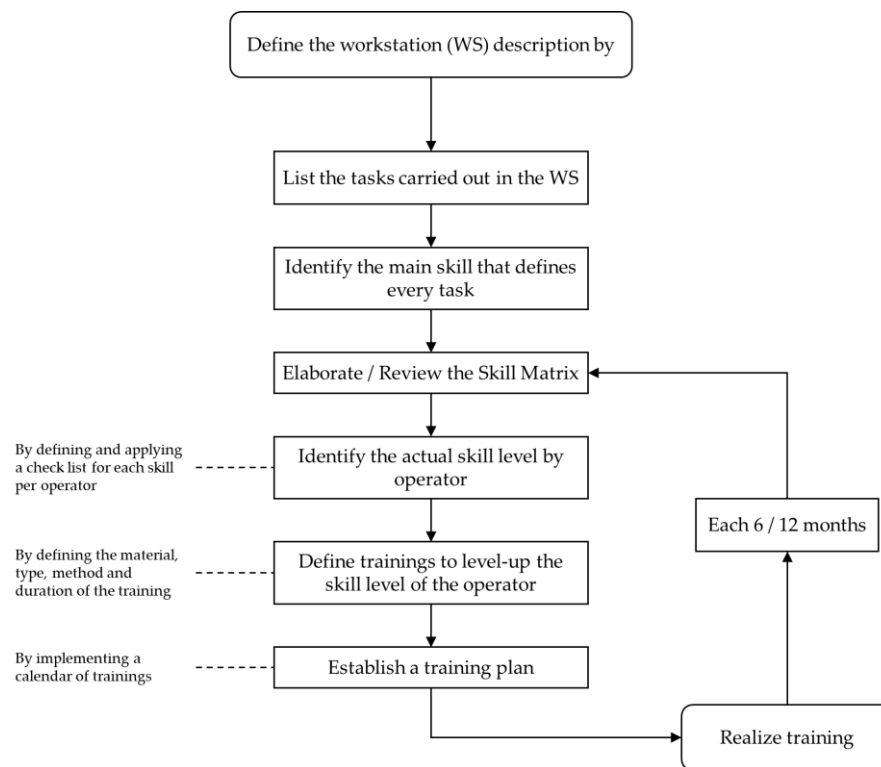 Define the workstation (WS) description by
List the tasks carried out in the WS
Identify the main skill that defines
every task
Elaborate / Review the Skill Matrix
By defining and applying
a check list for each skill
per operator
Identify the actual skill level by
operator
Each 6 / 12 months
By defining the material,
type, method and
duration of the training
Define trainings to level-up the
skill level of the operator
By implementing a
calendar of trainings
Establish a training plan
Realize training